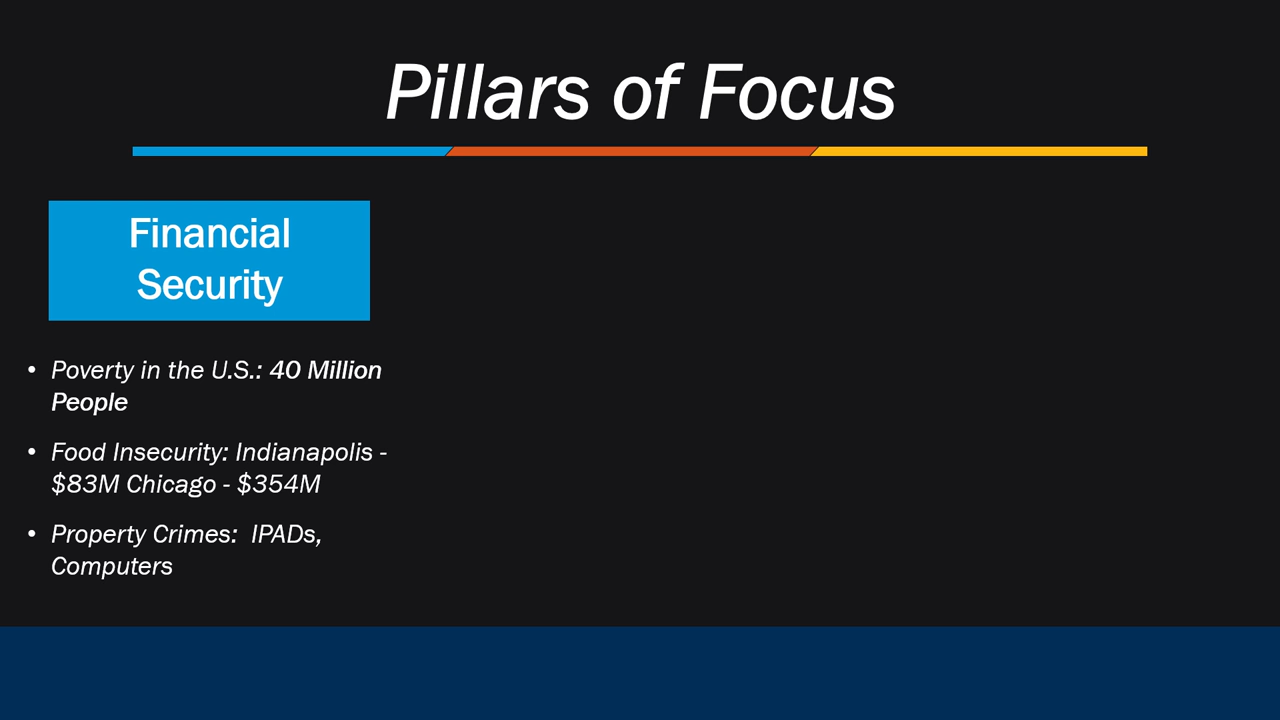 Pillars of Focus
Financial
Security
• Poverty in the U.S.: 40 Million
People
• Food Insecurity: Indianapolis -
$83M Chicago - $354M
• Property Crimes:  IPADs,
Computers